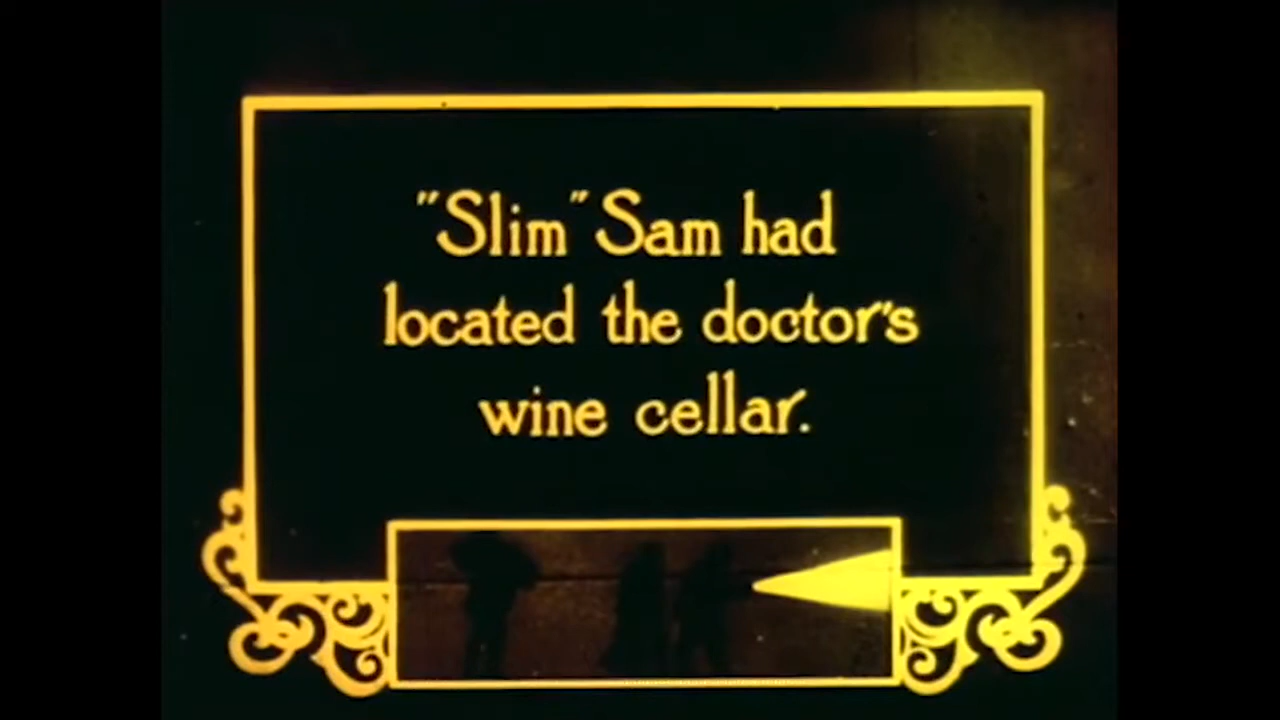 "Slim" Sam had
located the doctor's
wine cellar.